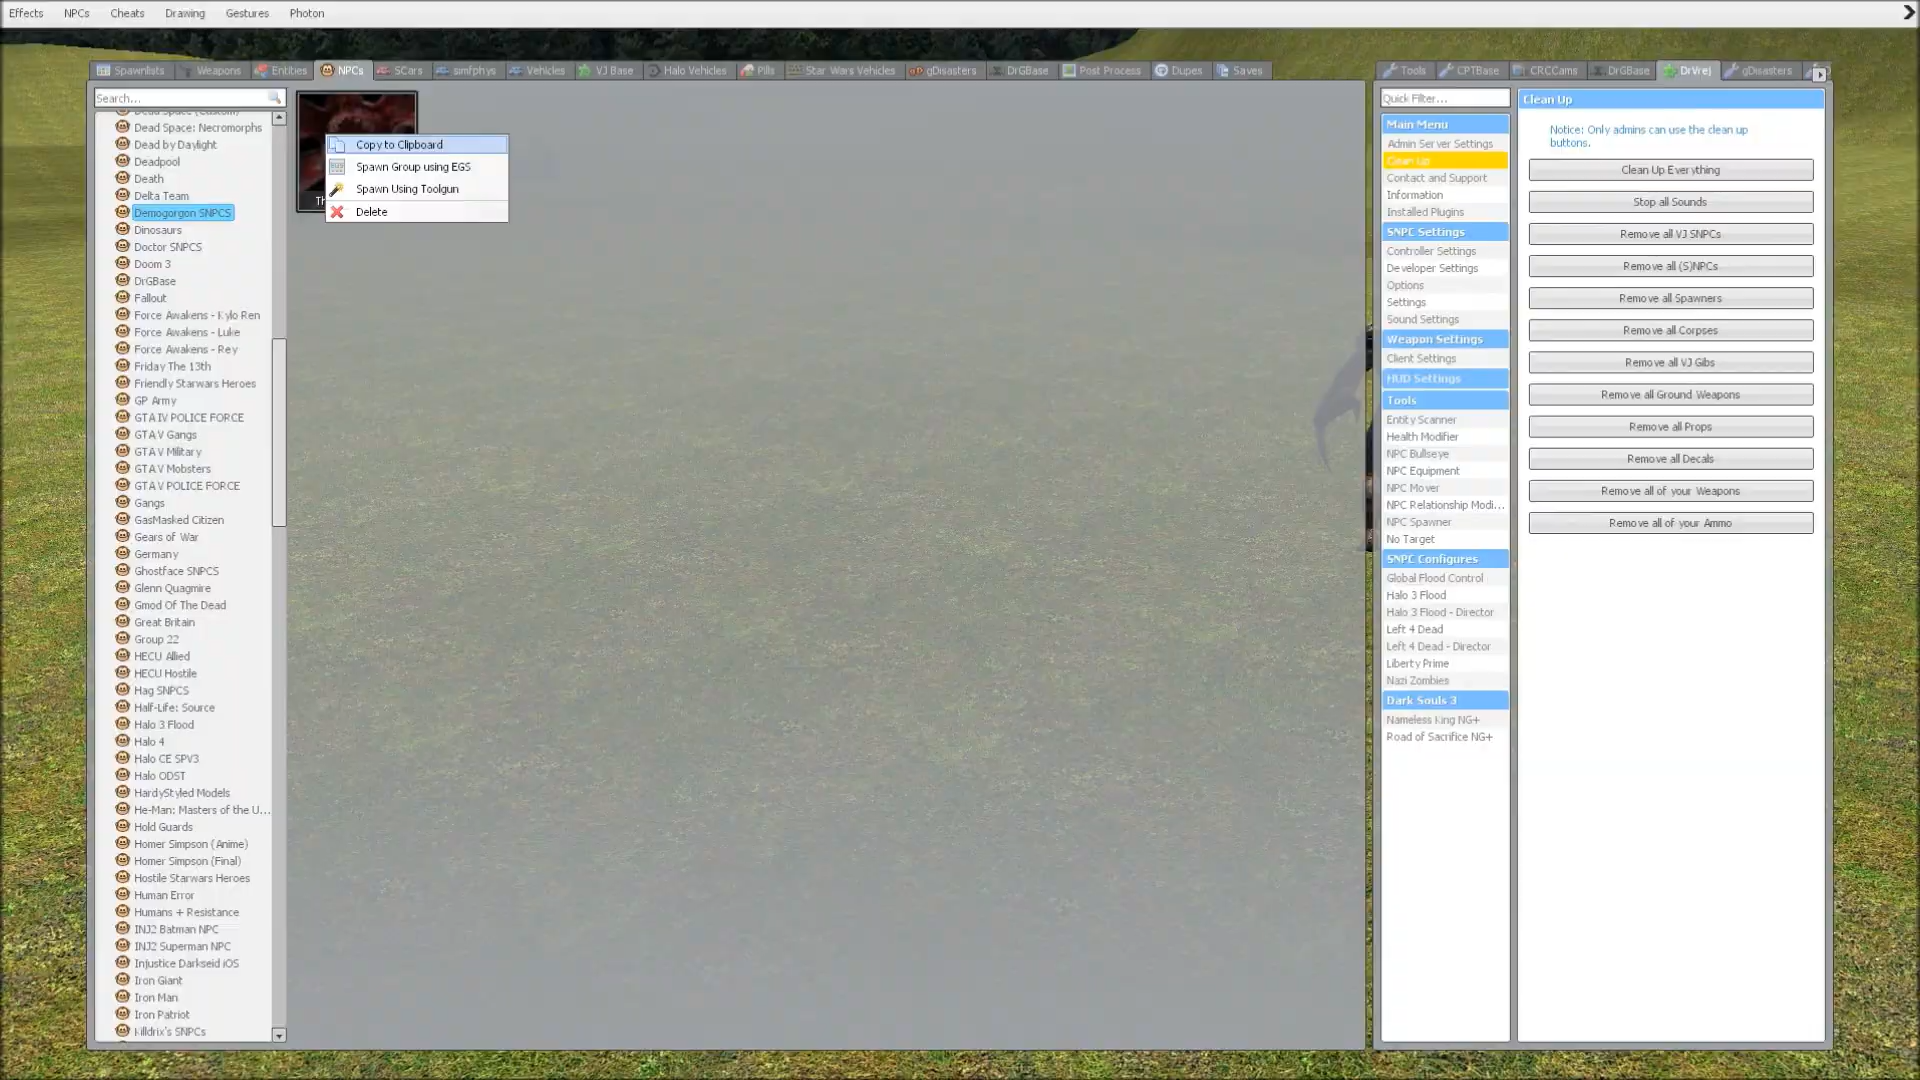 Effects NPCs Cheats Drawing Gestures Photon
Spawnlists Weapons Entities NPCs SCars simfphys Vehicles VJ Base Halo Vehicles Pills Star Wars Vehicles gDisasters DrGBase Post Process Dupes Saves
Tools CPTBase CRCCams DrGBase DrVrej gDisasters
Search...
Dead Space (Custom)
Dead Space: Necromorphs
Dead by Daylight
Deadpool
Death
Delta Team
Demogorgon SNPCS
Dinosaurs
Doctor SNPCS
Doom 3
DrGBase
Fallout
Force Awakens - Kylo Ren
Force Awakens - Luke
Force Awakens - Rey
Friday The 13th
Friendly Starwars Heroes
GP Army
GTA IV POLICE FORCE
GTA V Gangs
GTA V Military
GTA V Mobsters
GTA V POLICE FORCE
Gangs
GasMasked Citizen
Gears of War
Germany
Ghostface SNPCS
Glenn Quagmire
Gmod Of The Dead
Great Britain
Group 22
HECU Allied
HECU Hostile
Hag SNPCS
Half-Life: Source
Halo 3 Flood
Halo 4
Halo CE SPV3
Halo ODST
HardyStyled Models
He-Man: Masters of the U...
Hold Guards
Homer Simpson (Anime)
Homer Simpson (Final)
Hostile Starwars Heroes
Human Error
Humans + Resistance
INJ2 Batman NPC
INJ2 Superman NPC
Injustice Darkseid iOS
Iron Giant
Iron Man
Iron Patriot
Killdrix's SNPCs
Copy to Clipboard
Spawn Group using EGS
Spawn Using Toolgun
Delete
Quick Filter...
Main Menu
Admin Server Settings
Clean Up
Contact and Support
Information
Installed Plugins
SNPC Settings
Controller Settings
Developer Settings
Options
Settings
Sound Settings
Weapon Settings
Client Settings
HUD Settings
Tools
Entity Scanner
Health Modifier
NPC Bullseye
NPC Equipment
NPC Mover
NPC Relationship Modi...
NPC Spawner
No Target
SNPC Configures
Global Flood Control
Halo 3 Flood
Halo 3 Flood - Director
Left 4 Dead
Left 4 Dead - Director
Liberty Prime
Nazi Zombies
Dark Souls 3
Nameless King NG+
Road of Sacrifice NG+
Clean Up
Notice: Only admins can use the clean up
buttons.
Clean Up Everything
Stop all Sounds
Remove all VJ SNPCs
Remove all (S)NPCs
Remove all Spawners
Remove all Corpses
Remove all VJ Gibs
Remove all Ground Weapons
Remove all Props
Remove all Decals
Remove all of your Weapons
Remove all of your Ammo